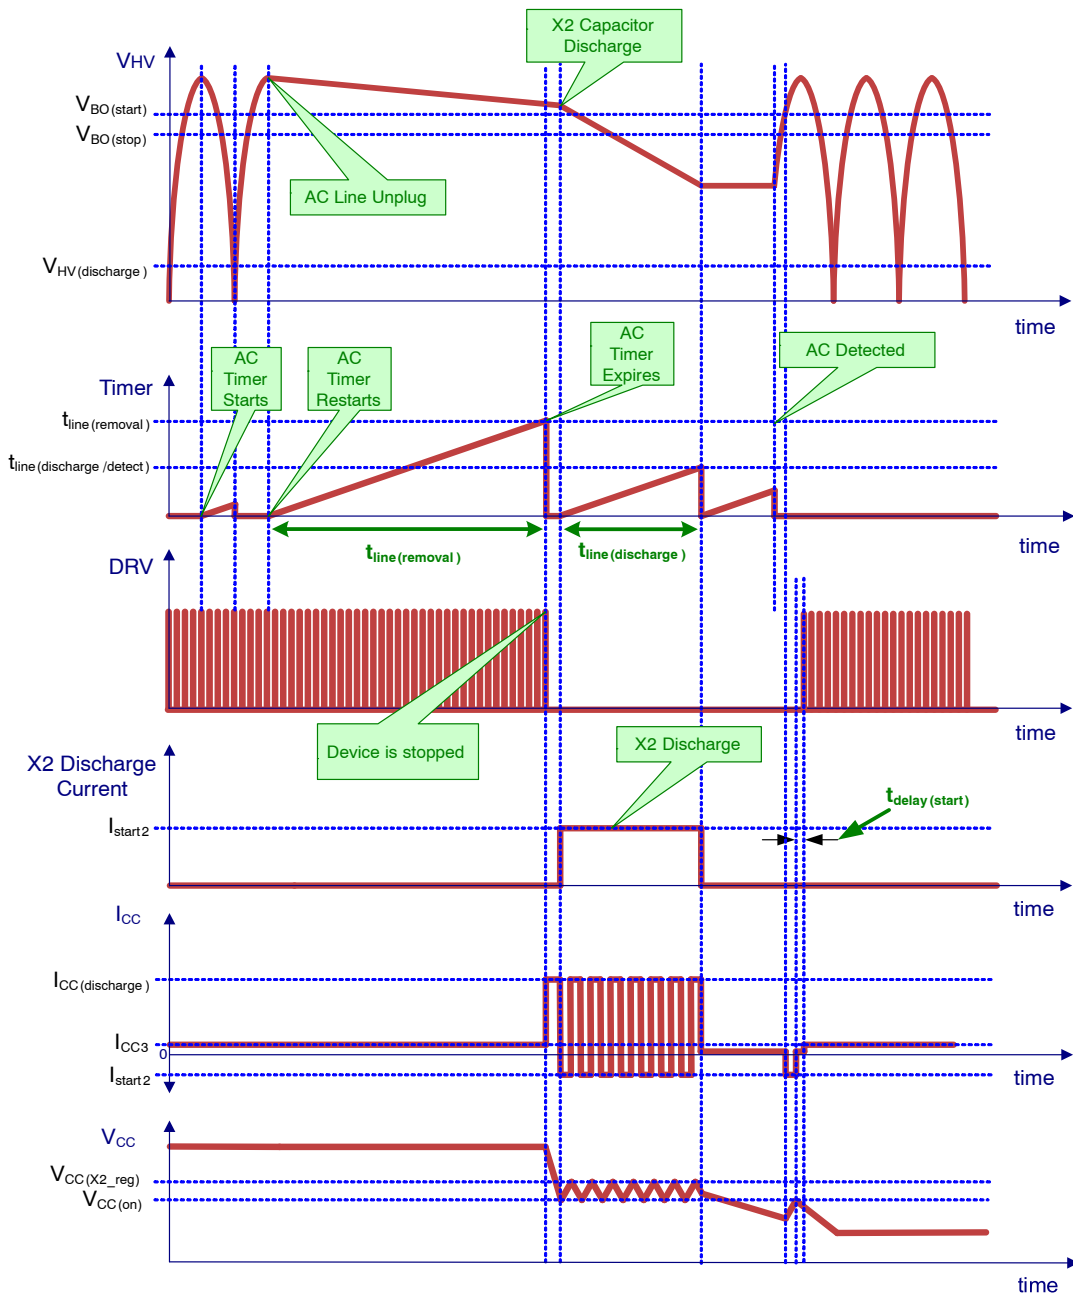 X2 Capacitor
Discharge
VHV
VBO(start)
VBO(stop)
AC Line Unplug
VHV(discharge)
time
AC
Timer
Starts
AC
Timer
Restarts
AC
Timer
Expires
AC Detected
Timer
tline(removal)
tline(discharge/detect)
time
tline(removal)
tline(discharge)
DRV
time
Device is stopped
X2 Discharge
X2 Discharge
Current
tdelay(start)
Istart2
time
ICC
ICC(discharge)
ICC3
0
Istart2
time
VCC
VCC(X2_reg)
VCC(on)
time